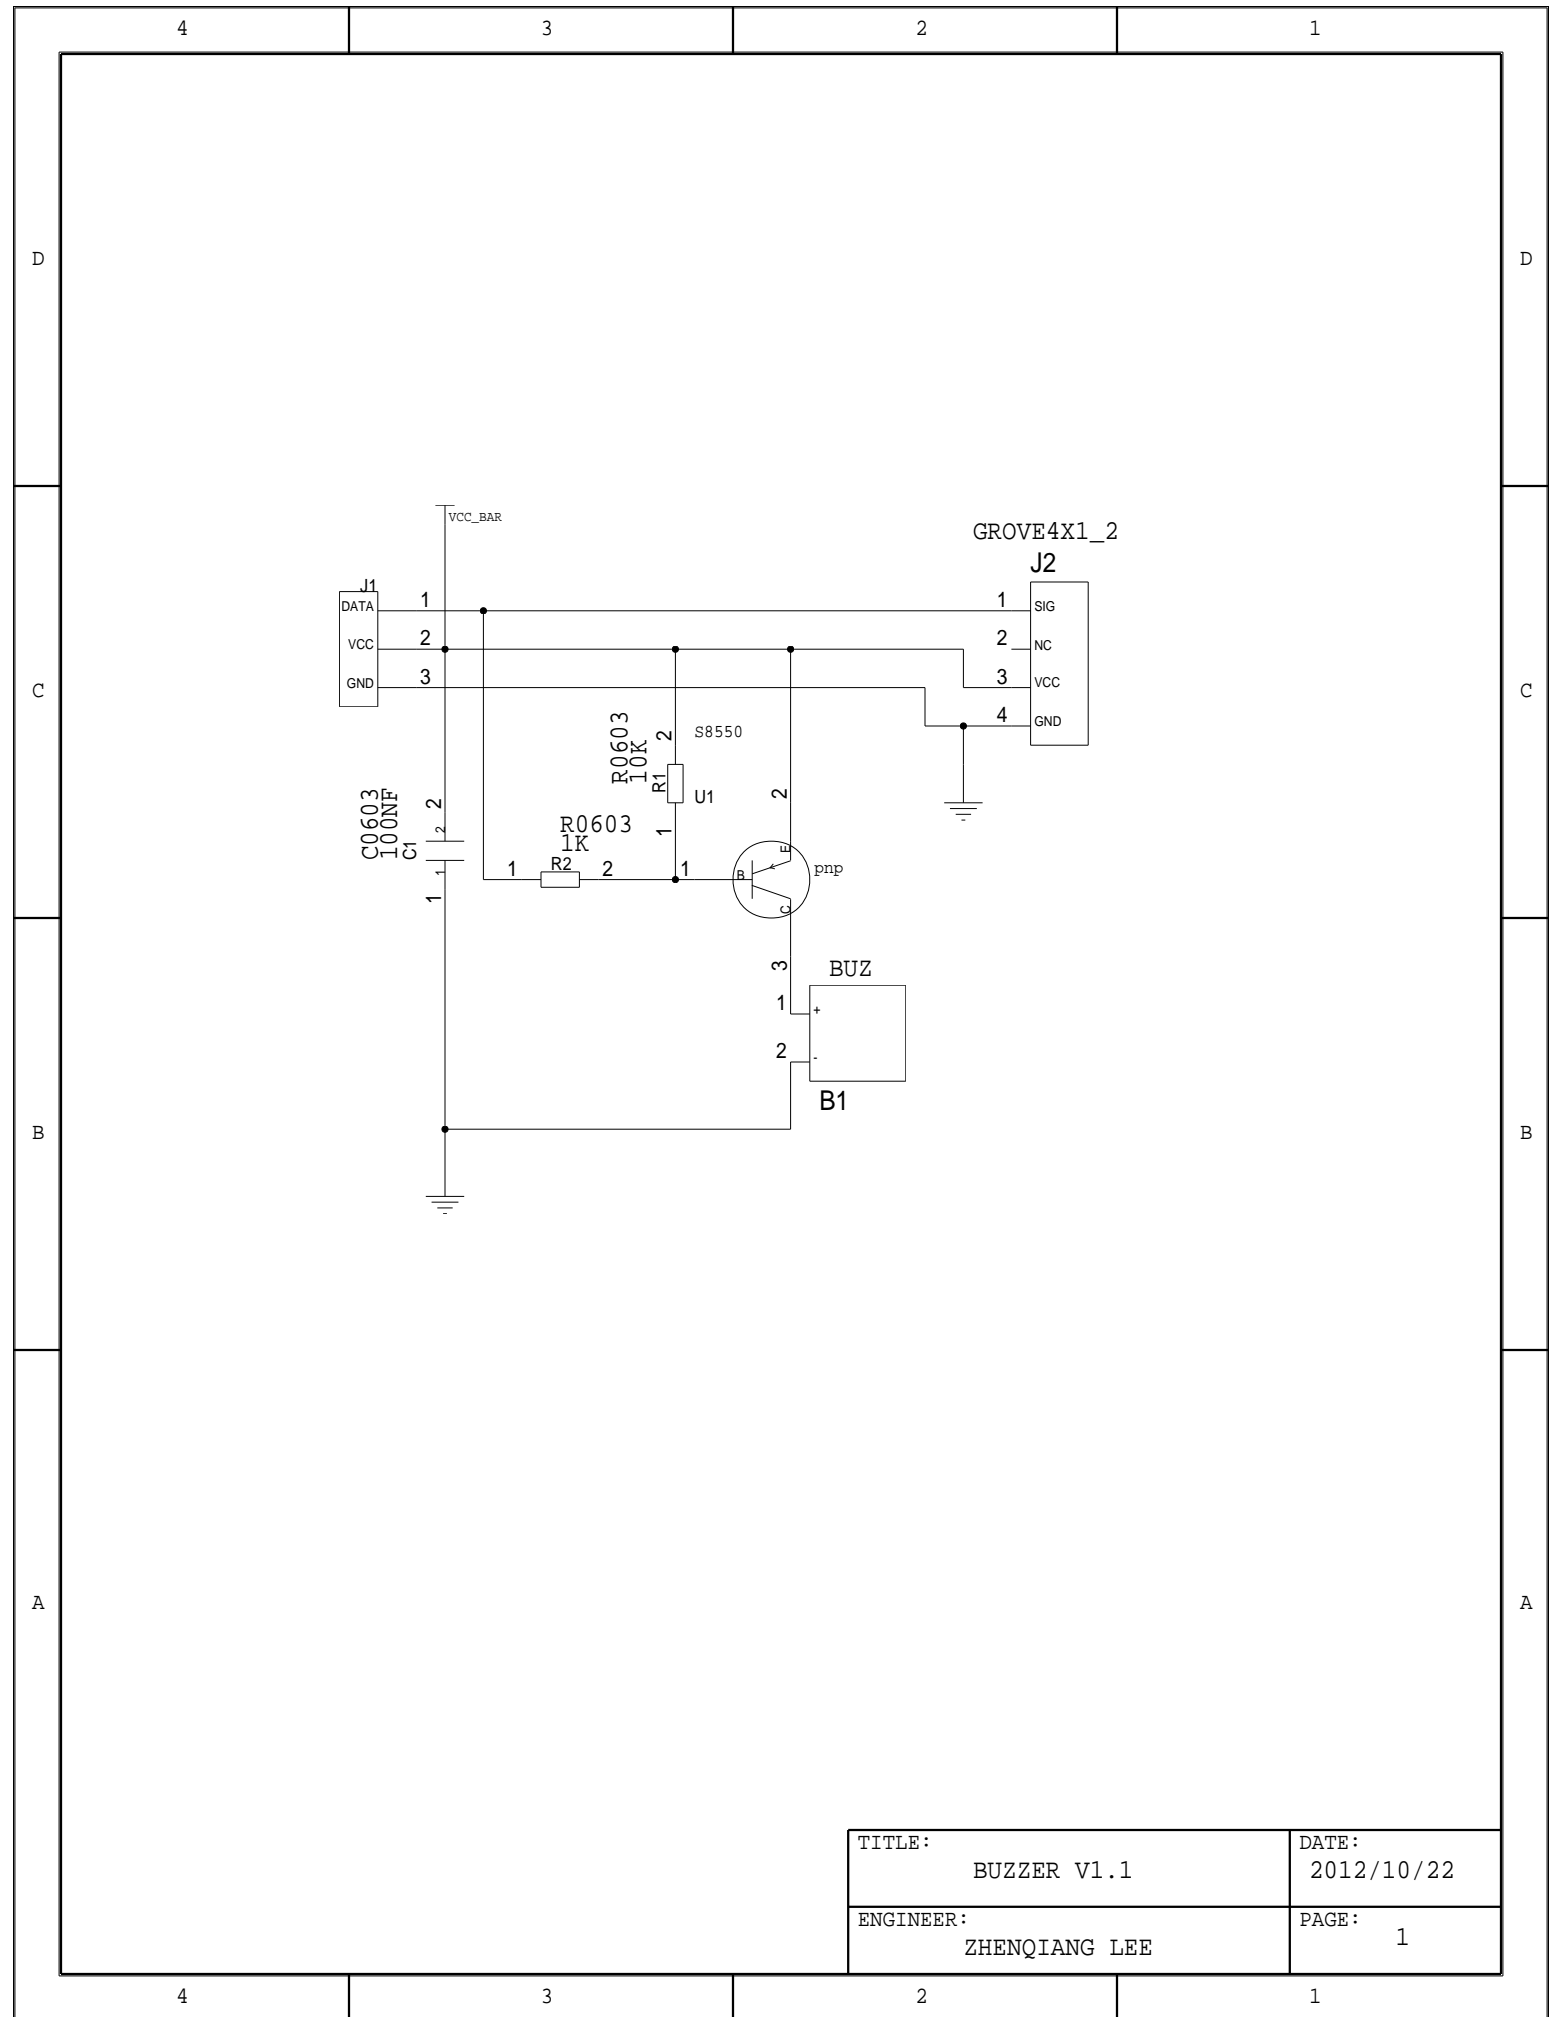 4 3 2 1
D D
VCC_BAR
GROVE4X1_2
J1
J2
DATA 1 1 SIG
VCC 2 2 NC
GND 3 3 VCC
4 GND
C C
R0603
10K
R1
2
1
S8550
U1
2
C0603
100NF
C1
2
2
1
1
R0603
1K
1 R2 2 1 B
E
pnp
C
3
BUZ
1 +
2 -
B1
B B
A A
TITLE:
BUZZER V1.1
DATE:
2012/10/22
ENGINEER:
ZHENQIANG LEE
PAGE:
1
4 3 2 1